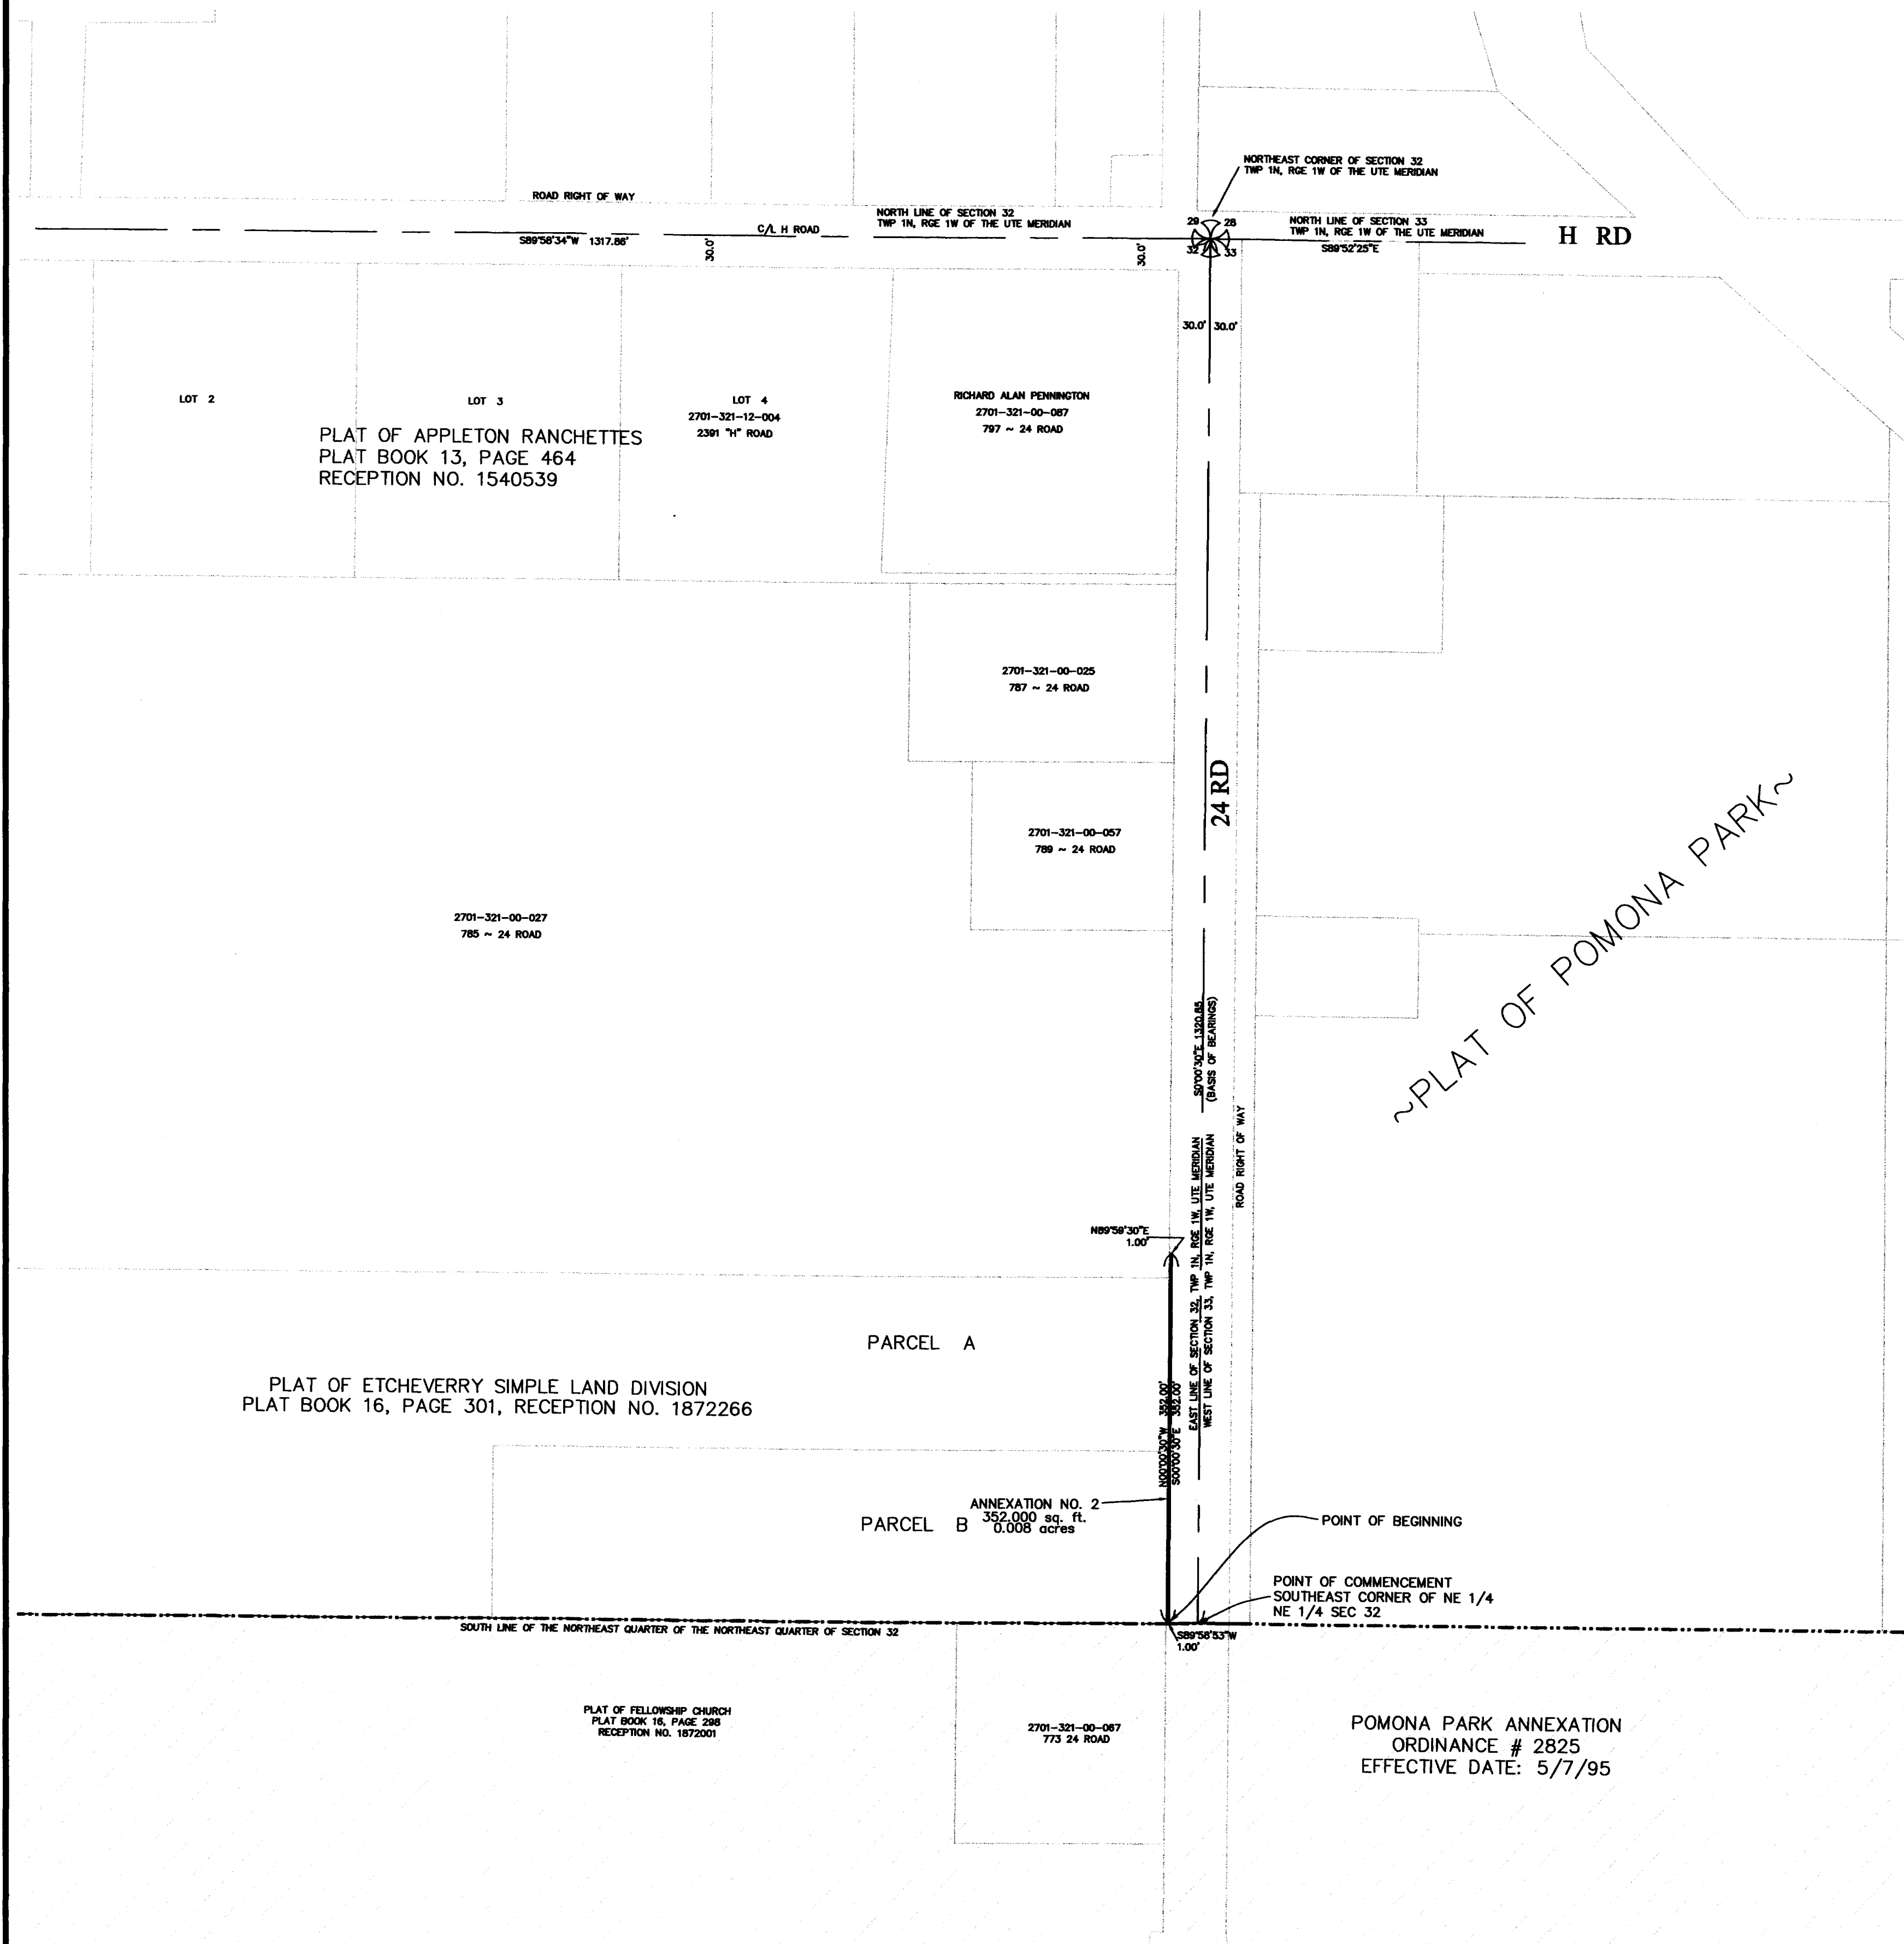 NORTHEAST CORNER OF SECTION 32
TWP 1N, RGE 1W OF THE UTE MERIDIAN
ROAD RIGHT OF WAY
NORTH LINE OF SECTION 32
TWP 1N, RGE 1W OF THE UTE MERIDIAN
C/L H ROAD
S89°58'34"W 1317.86'
30.0'
30.0'
29 28
32 33
NORTH LINE OF SECTION 33
TWP 1N, RGE 1W OF THE UTE MERIDIAN
S89°52'25"E
H RD
30.0' 30.0'
LOT 2
LOT 3
LOT 4
2701-321-12-004
2391 "H" ROAD
RICHARD ALAN PENNINGTON
2701-321-00-087
797 ~ 24 ROAD
PLAT OF APPLETON RANCHETTES
PLAT BOOK 13, PAGE 464
RECEPTION NO. 1540539
2701-321-00-025
787 ~ 24 ROAD
24 RD
2701-321-00-057
789 ~ 24 ROAD
2701-321-00-027
785 ~ 24 ROAD
~PLAT OF POMONA PARK~
S0°00'30"E 1320.85
(BASIS OF BEARINGS)
ROAD RIGHT OF WAY
EAST LINE OF SECTION 32, TWP 1N, RGE 1W, UTE MERIDIAN
WEST LINE OF SECTION 33, TWP 1N, RGE 1W, UTE MERIDIAN
N89°59'30"E
1.00'
PARCEL A
PLAT OF ETCHEVERRY SIMPLE LAND DIVISION
PLAT BOOK 16, PAGE 301, RECEPTION NO. 1872266
N00°00'30"W 352.00'
S00°00'30"E 352.00'
ANNEXATION NO. 2
352.000 sq. ft.
0.008 acres
PARCEL B
POINT OF BEGINNING
POINT OF COMMENCEMENT
SOUTHEAST CORNER OF NE 1/4
NE 1/4 SEC 32
SOUTH LINE OF THE NORTHEAST QUARTER OF THE NORTHEAST QUARTER OF SECTION 32
S89°58'53"W
1.00'
PLAT OF FELLOWSHIP CHURCH
PLAT BOOK 16, PAGE 298
RECEPTION NO. 1872001
2701-321-00-067
773 24 ROAD
POMONA PARK ANNEXATION
ORDINANCE # 2825
EFFECTIVE DATE: 5/7/95